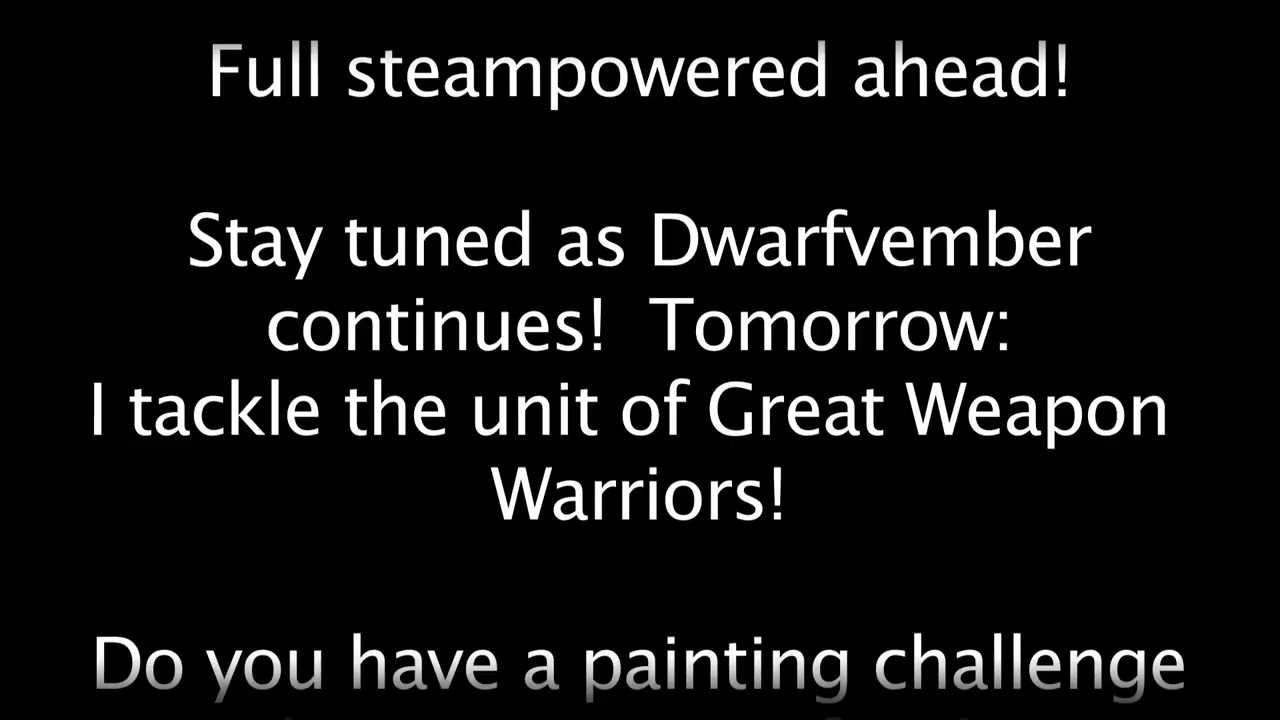 Full steampowered ahead!
Stay tuned as Dwarfvember
continues!  Tomorrow:
I tackle the unit of Great Weapon
Warriors!
Do you have a painting challenge